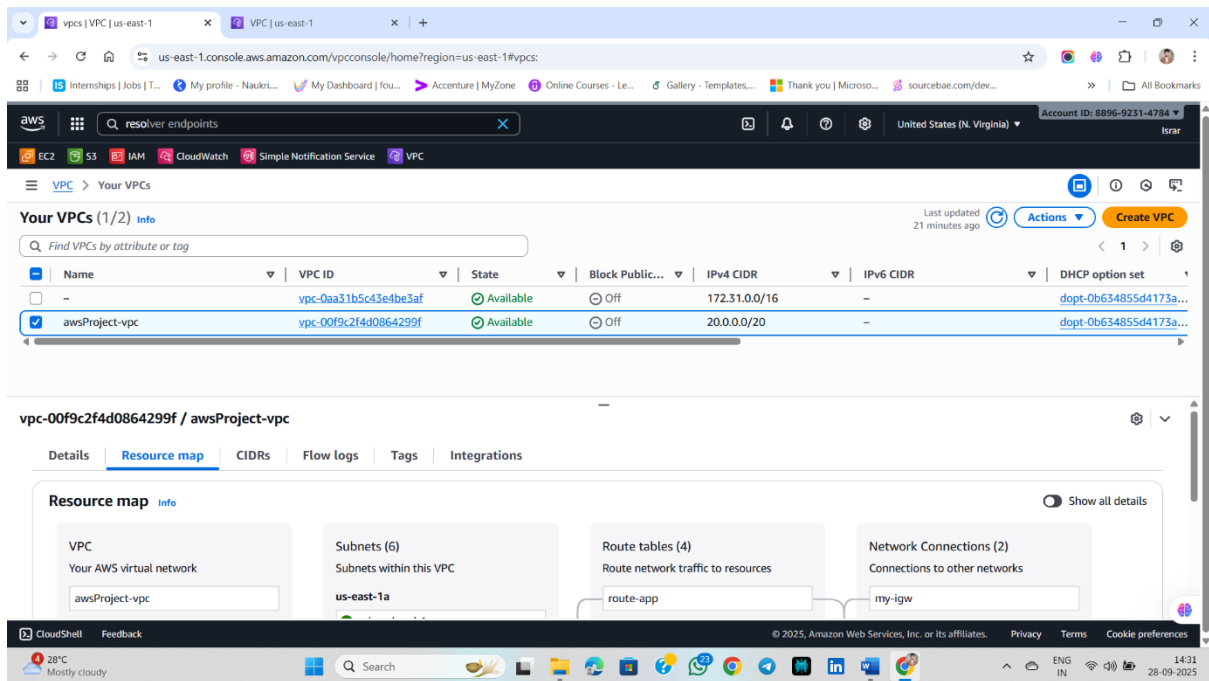 vpcs | VPC | us-east-1
VPC | us-east-1
us-east-1.console.aws.amazon.com/vpcconsole/home?region=us-east-1#vpcs:
Internships | Jobs | T...
My profile - Naukri....
My Dashboard | fou...
Accenture | MyZone
Online Courses - Le...
Gallery - Templates,...
Thank you | Microso...
sourcebae.com/dev...
»
All Bookmarks
aws
resolver endpoints
United States (N. Virginia)
Account ID: 8896-9231-4784
Israr
EC2
S3
IAM
CloudWatch
Simple Notification Service
VPC
VPC > Your VPCs
Your VPCs (1/2) Info
Last updated
21 minutes ago
Actions
Create VPC
Find VPCs by attribute or tag
1
Name
VPC ID
State
Block Public...
IPv4 CIDR
IPv6 CIDR
DHCP option set
– vpc-0aa31b5c43e4be3af Available Off 172.31.0.0/16 – dopt-0b634855d4173a...
awsProject-vpc vpc-00f9c2f4d0864299f Available Off 20.0.0.0/20 – dopt-0b634855d4173a...
vpc-00f9c2f4d0864299f / awsProject-vpc
Details
Resource map
CIDRs
Flow logs
Tags
Integrations
Resource map Info
Show all details
VPC
Your AWS virtual network
awsProject-vpc
Subnets (6)
Subnets within this VPC
us-east-1a
Route tables (4)
Route network traffic to resources
route-app
Network Connections (2)
Connections to other networks
my-igw
CloudShell
Feedback
© 2025, Amazon Web Services, Inc. or its affiliates.
Privacy
Terms
Cookie preferences
4
28°C
Mostly cloudy
Search
23
ENG
IN
14:31
28-09-2025